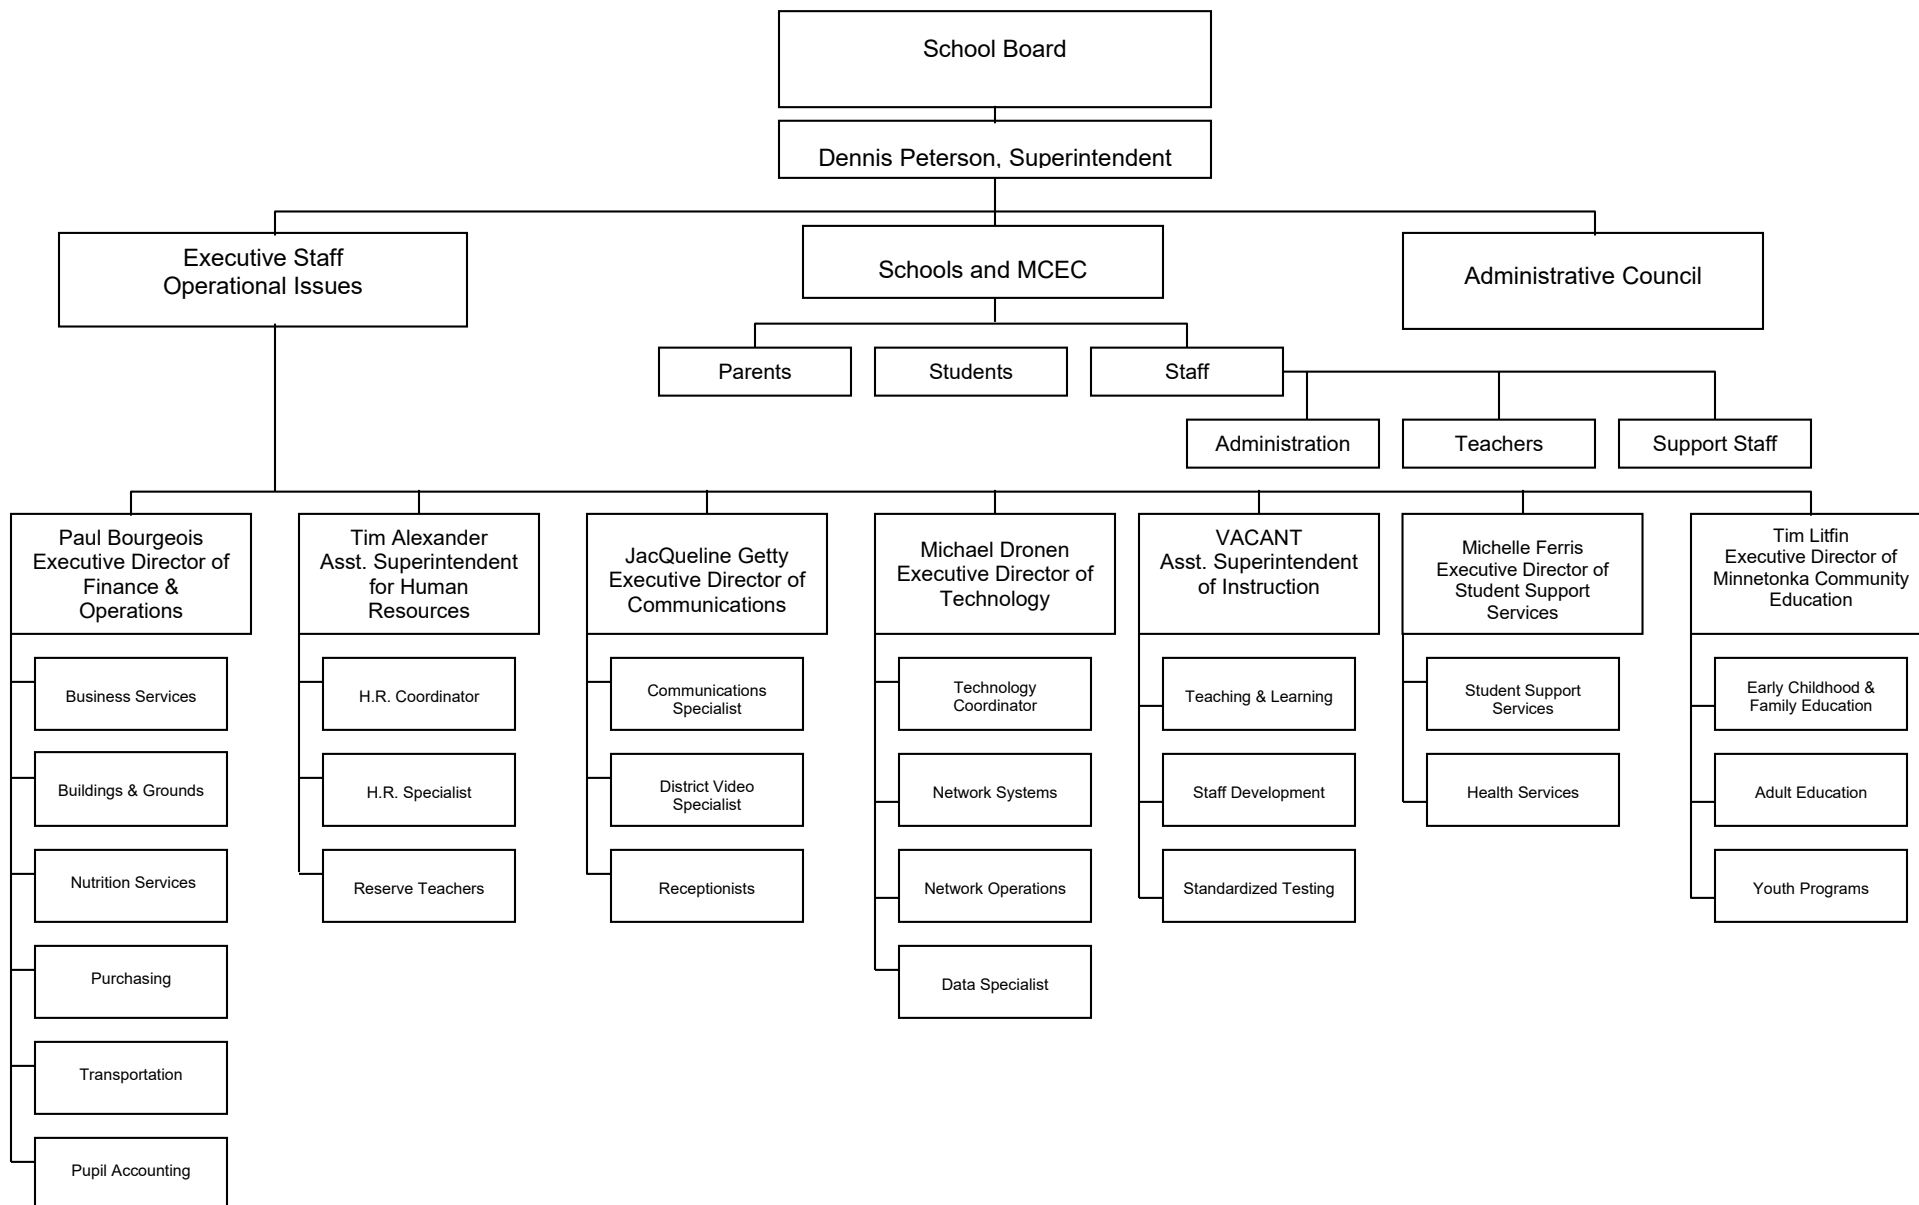 School Board
Dennis Peterson, Superintendent
Executive Staff
Operational Issues
Schools and MCEC
Administrative Council
Parents
Students
Staff
Administration
Teachers
Support Staff
Paul Bourgeois
Executive Director of
Finance &
Operations
Tim Alexander
Asst. Superintendent
for Human
Resources
JacQueline Getty
Executive Director of
Communications
Michael Dronen
Executive Director of
Technology
VACANT
Asst. Superintendent
of Instruction
Michelle Ferris
Executive Director of
Student Support
Services
Tim Litfin
Executive Director of
Minnetonka Community
Education
Business Services
Buildings & Grounds
Nutrition Services
Purchasing
Transportation
Pupil Accounting
H.R. Coordinator
H.R. Specialist
Reserve Teachers
Communications
Specialist
District Video
Specialist
Receptionists
Technology
Coordinator
Network Systems
Network Operations
Data Specialist
Teaching & Learning
Staff Development
Standardized Testing
Student Support
Services
Health Services
Early Childhood &
Family Education
Adult Education
Youth Programs